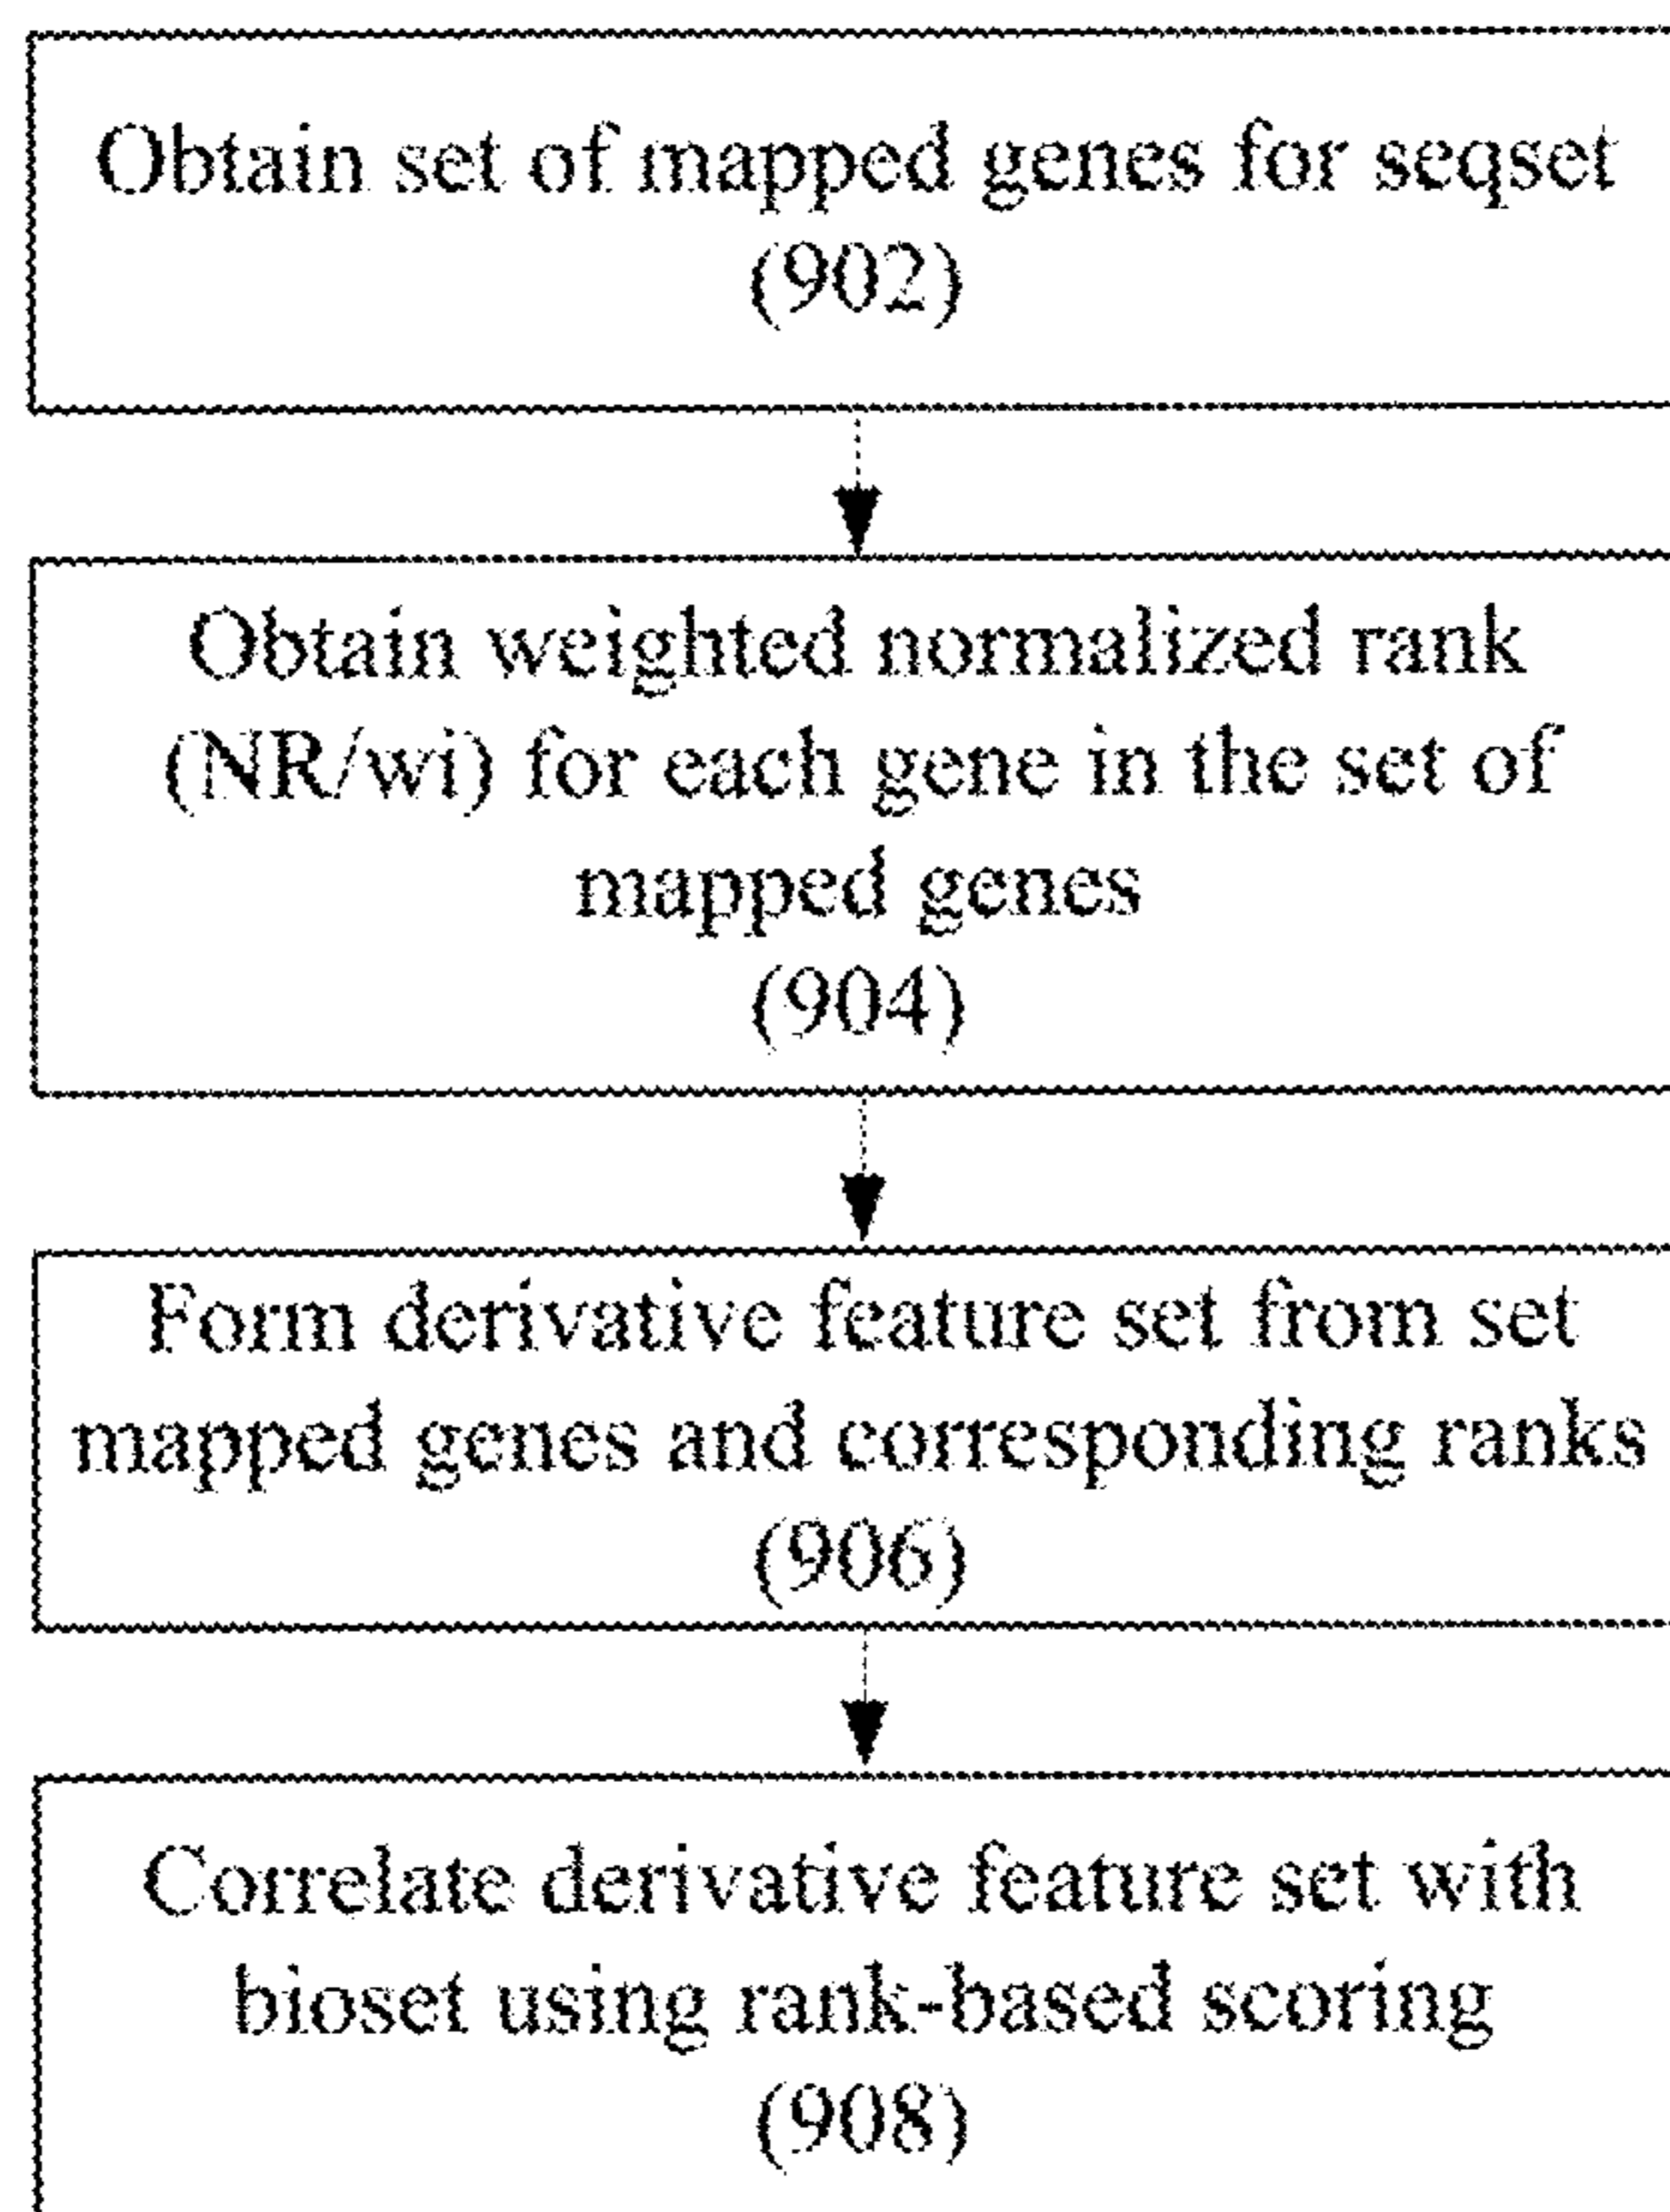 Obtain set of mapped genes for seqset
(902)
Obtain weighted normalized rank
(NR/wi) for each gene in the set of
mapped genes
(904)
Form derivative feature set from set
mapped genes and corresponding ranks
(906)
Correlate derivative feature set with
bioset using rank-based scoring
(908)